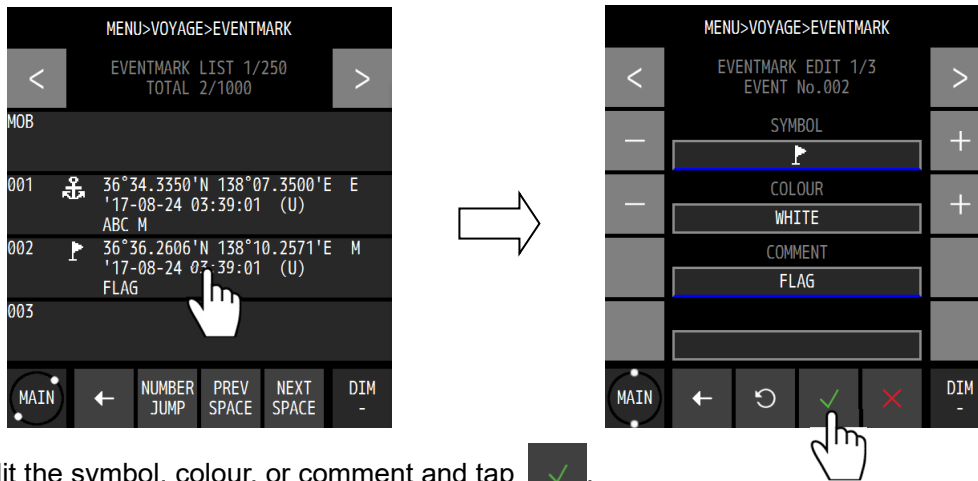 MENU>VOYAGE>EVENTMARK
< EVENTMARK LIST 1/250 >
TOTAL 2/1000
MOB
001 36°34.3350'N 138°07.3500'E E
'17-08-24 03:39:01 (U)
ABC M
002 36°36.2606'N 138°10.2571'E M
'17-08-24 03:39:01 (U)
FLAG
003
MAIN ← NUMBER JUMP PREV SPACE NEXT SPACE DIM -
MENU>VOYAGE>EVENTMARK
< EVENTMARK EDIT 1/3 >
EVENT No.002
SYMBOL
− +
COLOUR
− WHITE +
COMMENT
FLAG
MAIN ← DIM -
it the symbol, colour, or comment and tap .